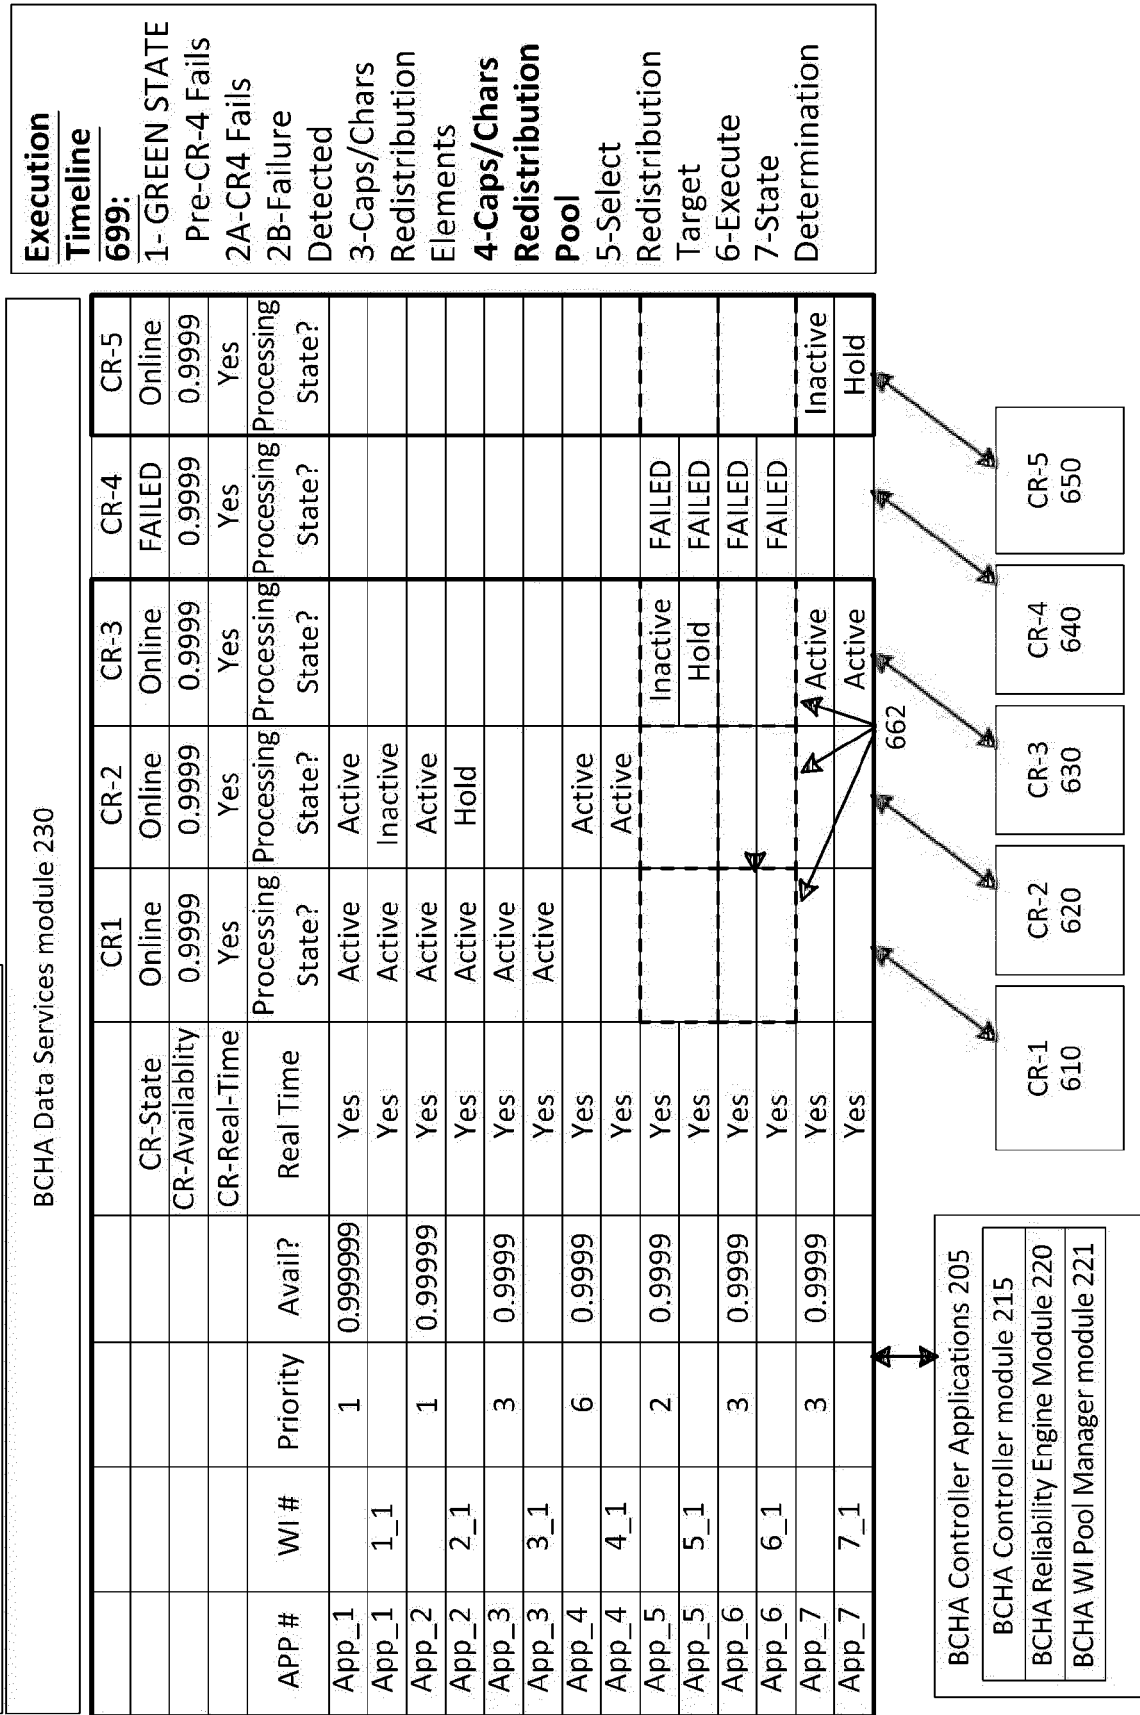 BCHA Data Services module 230
CR1 CR-2 CR-3 CR-4 CR-5
CR-State Online Online Online FAILED Online
CR-Availablity 0.9999 0.9999 0.9999 0.9999 0.9999
CR-Real-Time Yes Yes Yes Yes Yes
APP # WI # Priority Avail? Real Time Processing State? Processing State? Processing State? Processing State? Processing State?
App_1 1 0.999999 Yes Active Active
App_1 1_1 Yes Active Inactive
App_2 1 0.99999 Yes Active Active
App_2 2_1 Yes Active Hold
App_3 3 0.9999 Yes Active
App_3 3_1 Yes Active
App_4 6 0.9999 Yes Active
App_4 4_1 Yes Active
App_5 2 0.9999 Yes Inactive FAILED
App_5 5_1 Yes Hold FAILED
App_6 3 0.9999 Yes FAILED
App_6 6_1 Yes FAILED
App_7 3 0.9999 Yes Active Inactive
App_7 7_1 Yes Active Hold
662
Execution
Timeline
699:
1- GREEN STATE
Pre-CR-4 Fails
2A-CR4 Fails
2B-Failure
Detected
3-Caps/Chars
Redistribution
Elements
4-Caps/Chars
Redistribution
Pool
5-Select
Redistribution
Target
6-Execute
7-State
Determination
BCHA Controller Applications 205
BCHA Controller module 215
BCHA Reliability Engine Module 220
BCHA WI Pool Manager module 221
CR-1
610
CR-2
620
CR-3
630
CR-4
640
CR-5
650